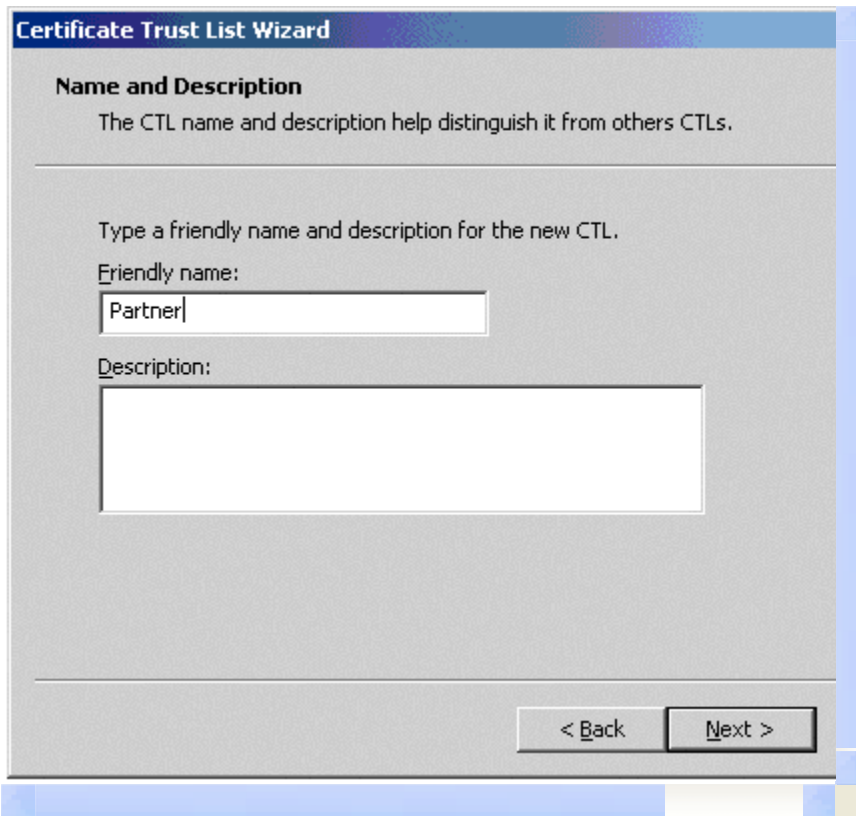 Certificate Trust List Wizard
Name and Description
The CTL name and description help distinguish it from others CTLs.
Type a friendly name and description for the new CTL.
Friendly name:
Partner
Description:
< Back
Next >